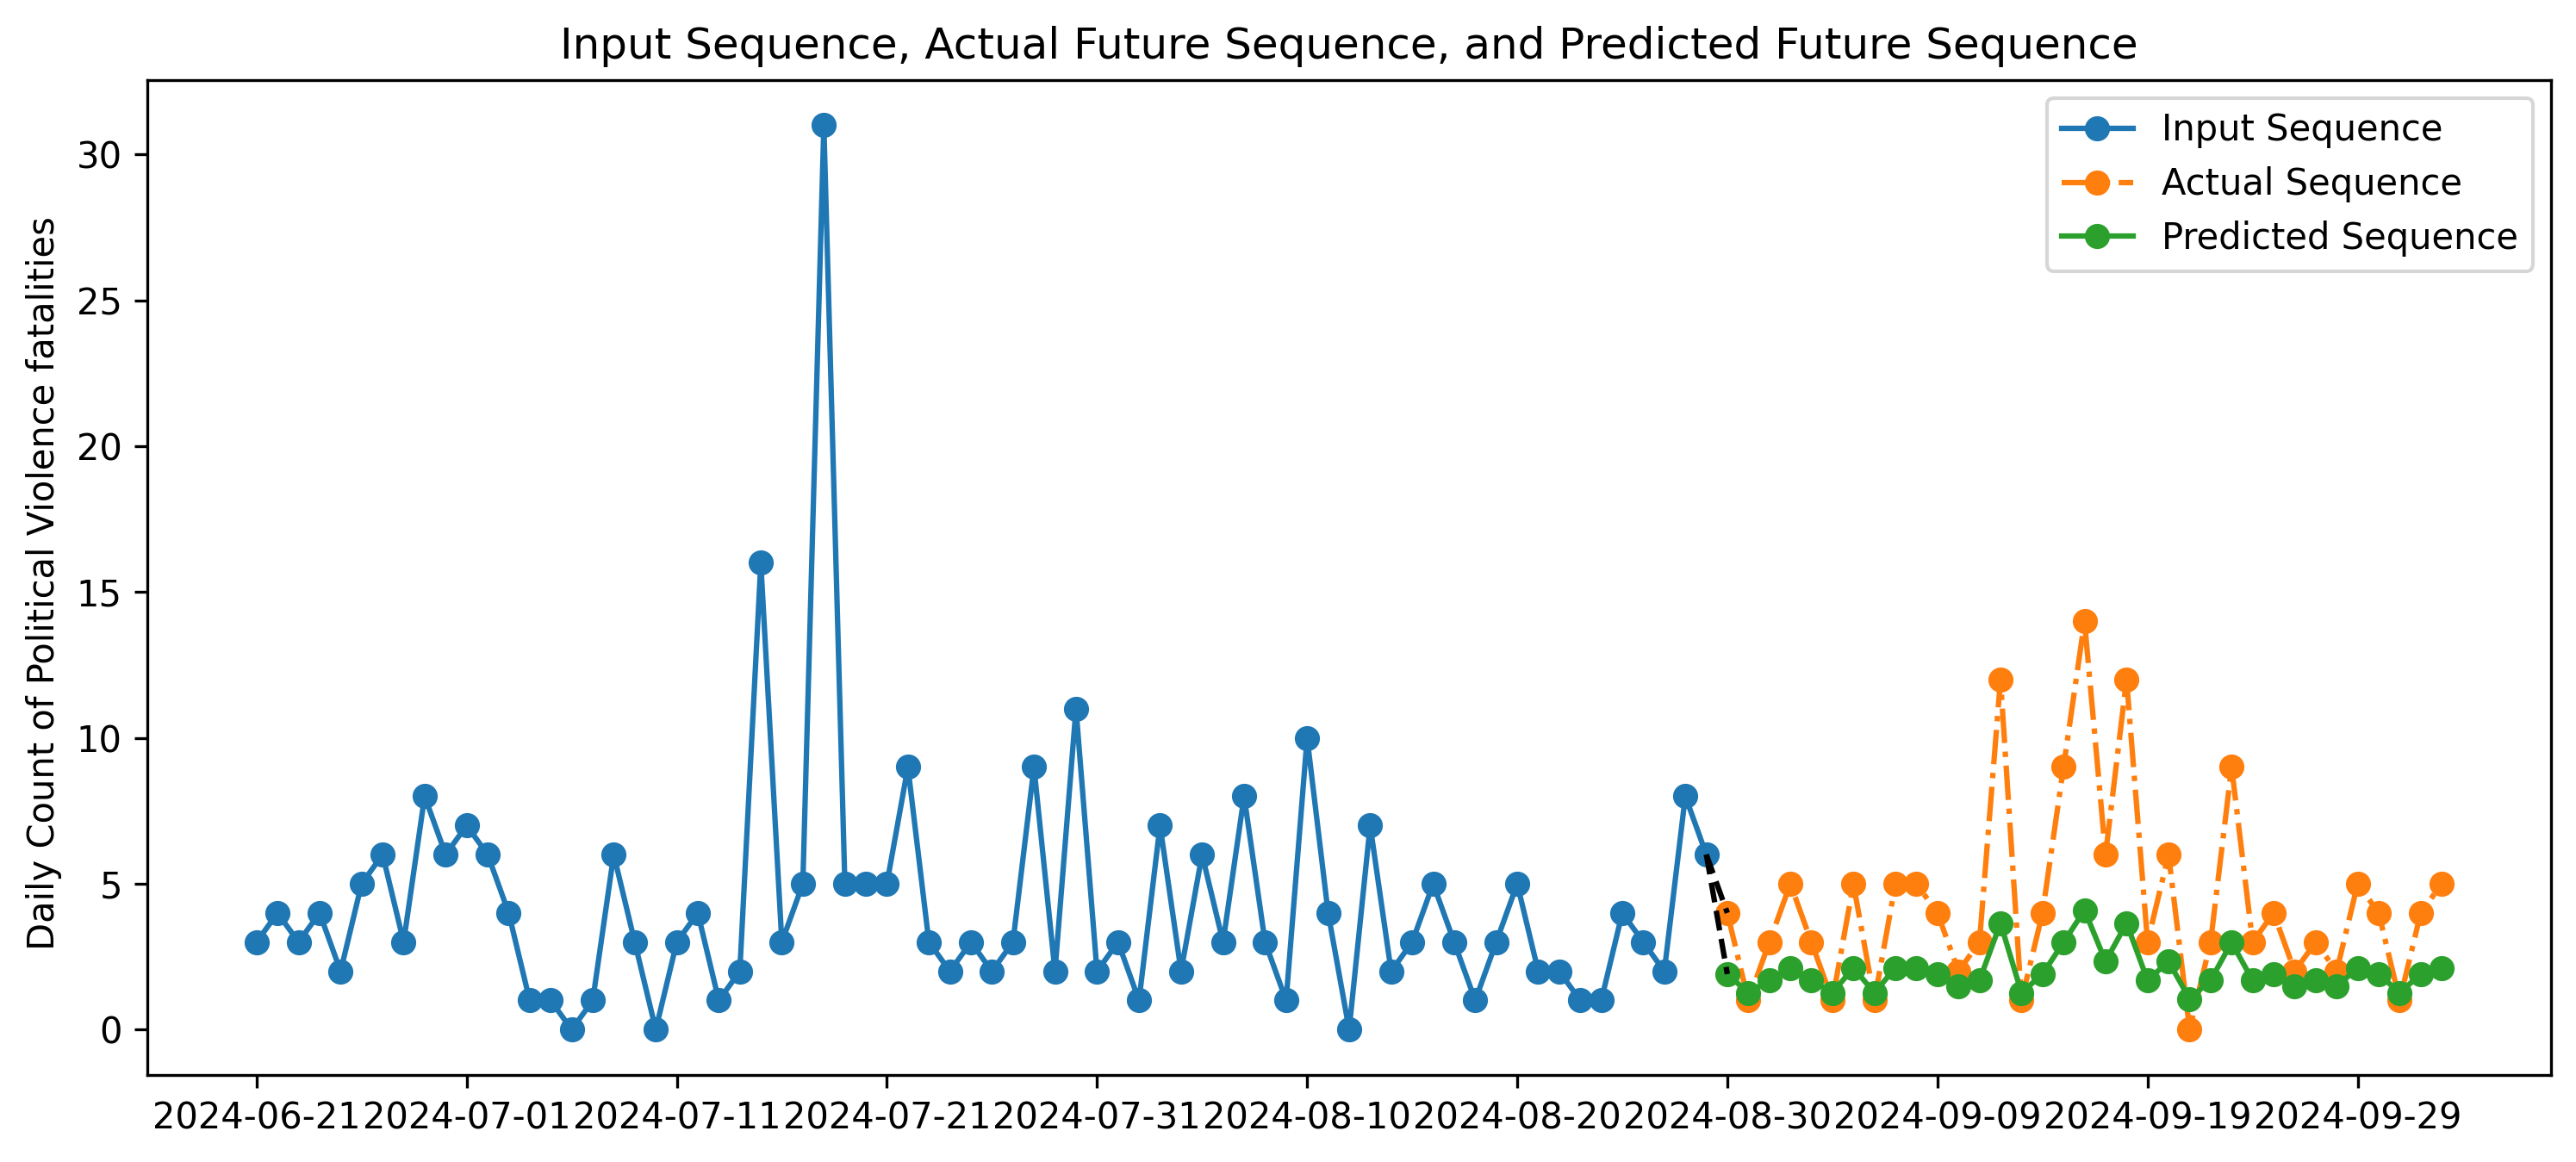 Input Sequence, Actual Future Sequence, and Predicted Future Sequence
Daily Count of Political Violence fatalities
30
25
20
15
10
5
0
Input Sequence
Actual Sequence
Predicted Sequence
2024-06-21 2024-07-01 2024-07-11 2024-07-21 2024-07-31 2024-08-10 2024-08-20 2024-08-30 2024-09-09 2024-09-19 2024-09-29